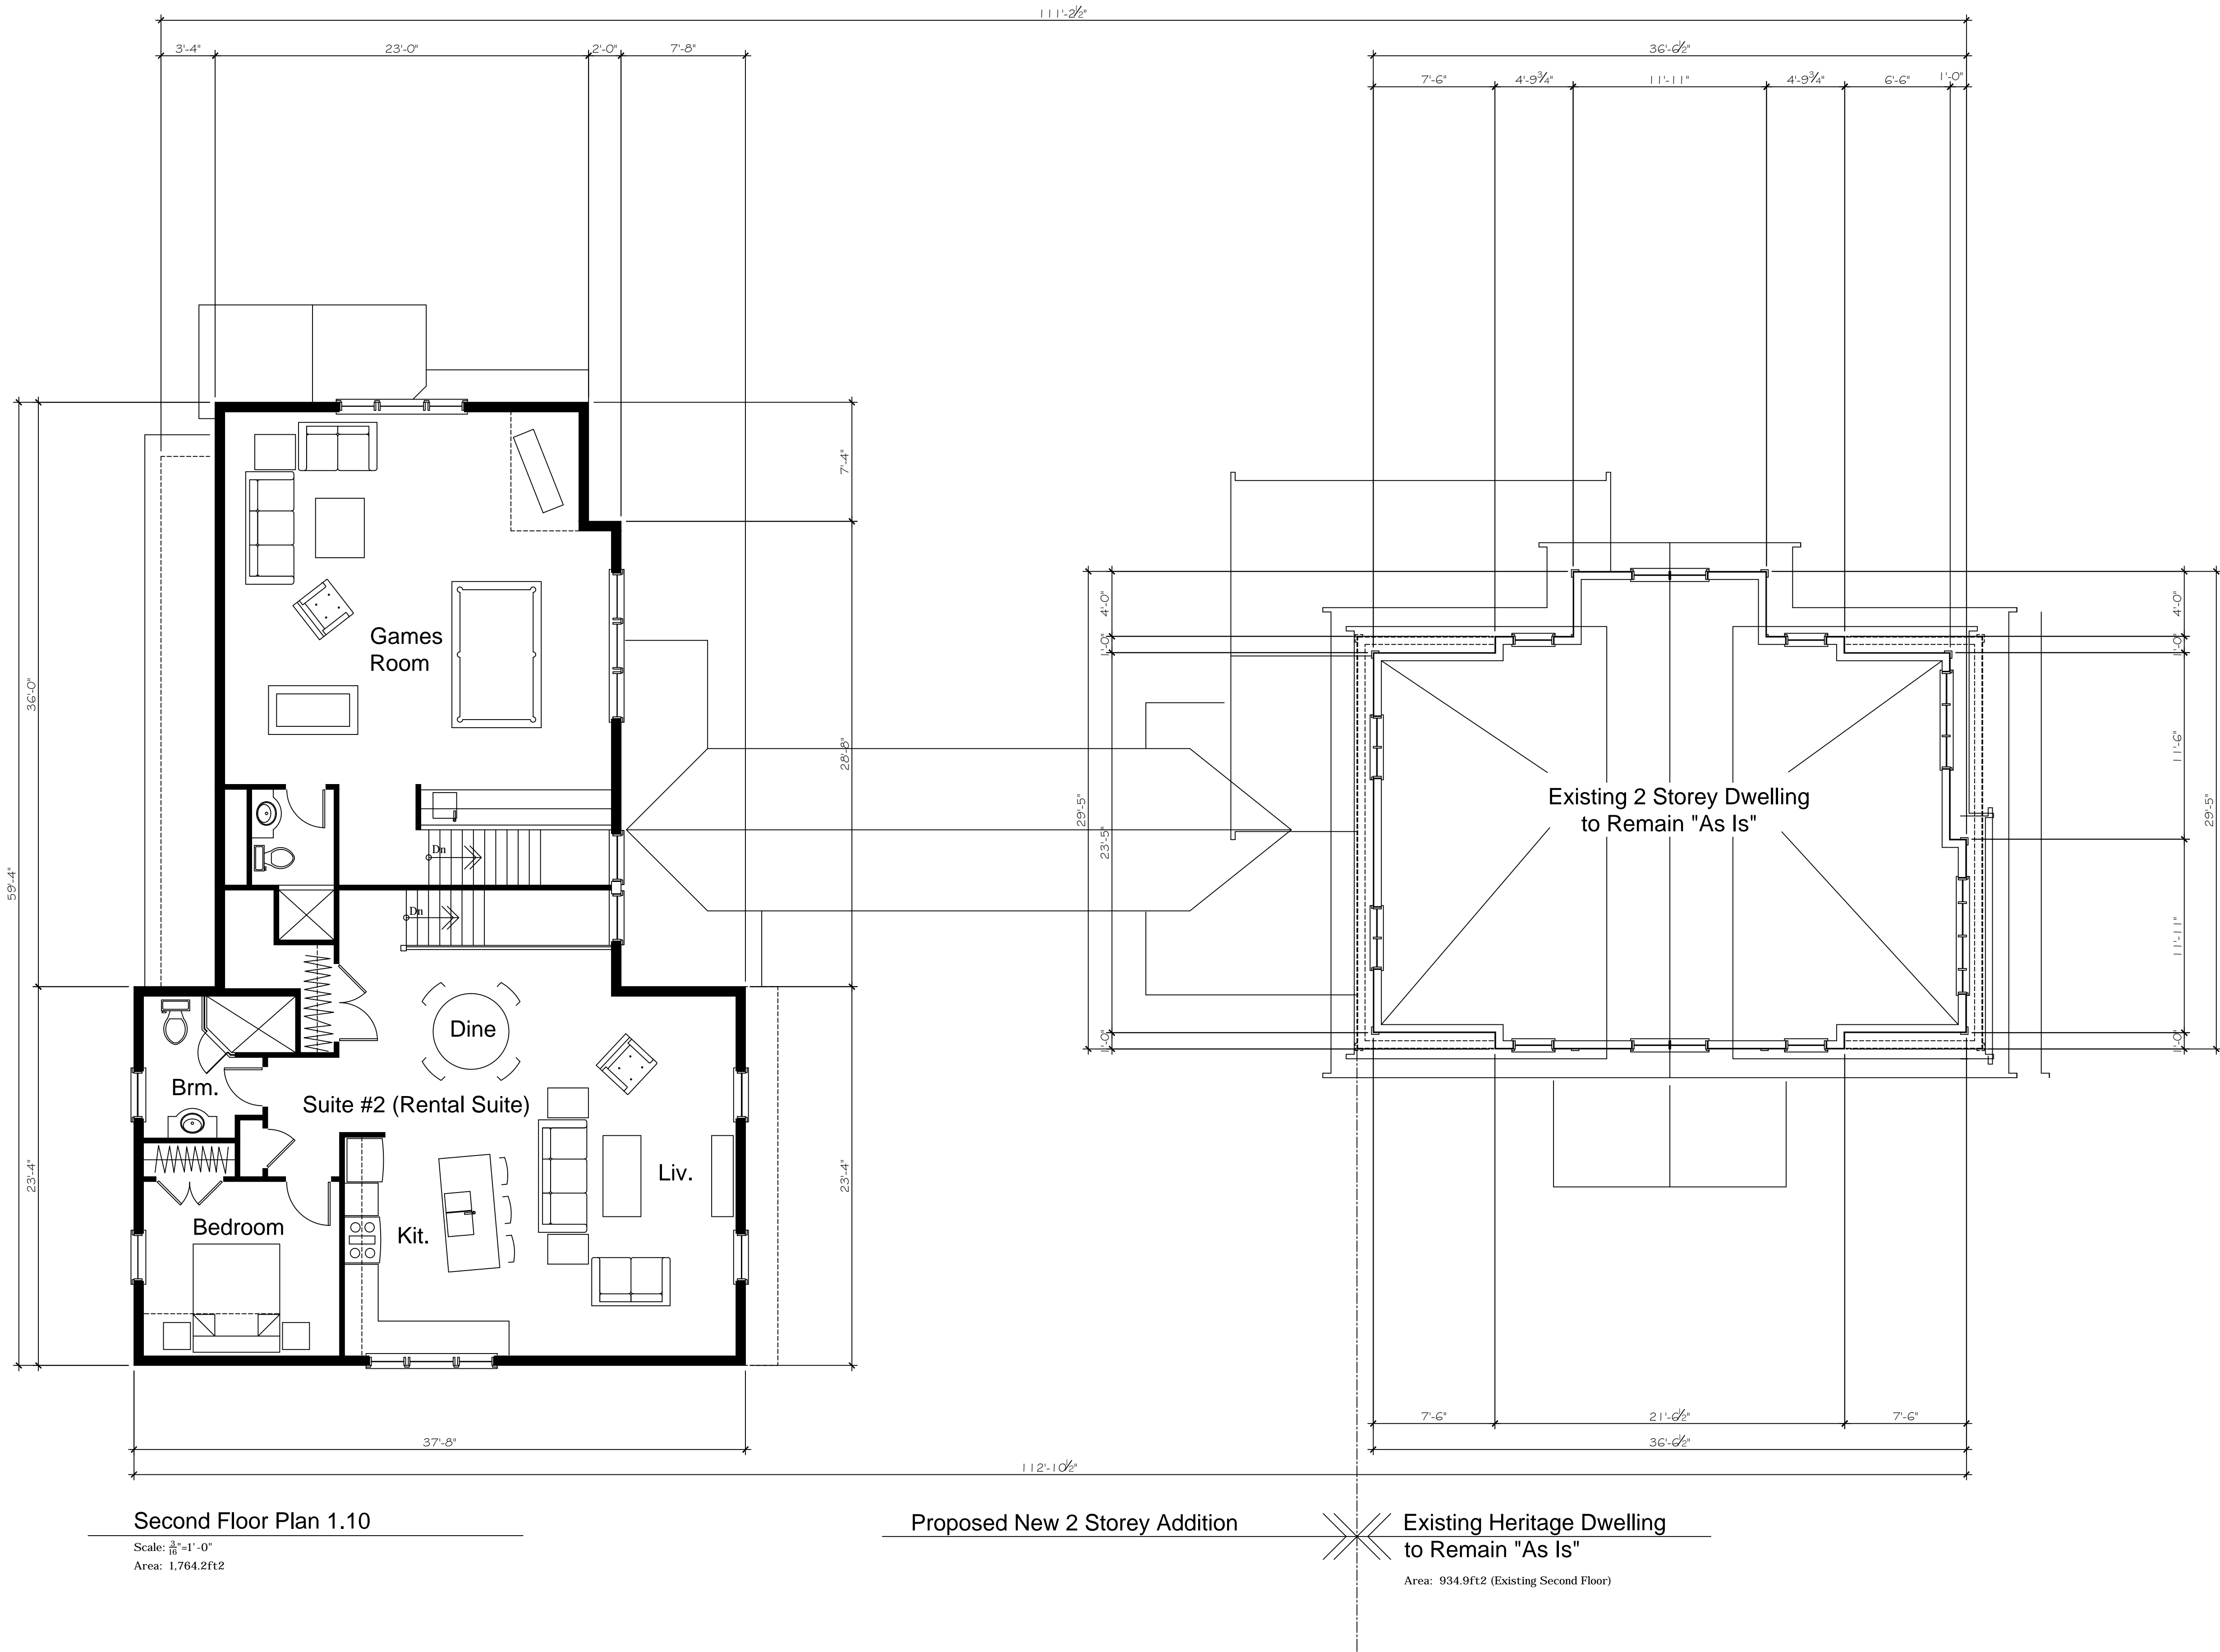 111'-2½"
3'-4"
23'-0"
2'-0"
7'-8"
36'-6½"
7'-6"
4'-9¾"
11'-11"
4'-9¾"
6'-6"
1'-0"
7'-4"
4'-0"
4'-0"
1'-0"
1'-0"
Games
Room
36'-0"
28'-8"
11'-6"
29'-5"
29'-5"
Existing 2 Storey Dwelling
to Remain "As Is"
23'-5"
Dn
59'-4"
Dn
11'-11"
Dine
1'-0"
1'-0"
Brm.
Suite #2 (Rental Suite)
23'-4"
23'-4"
Liv.
Bedroom
Kit.
7'-6"
21'-6½"
7'-6"
37'-8"
36'-6½"
112'-10½"
Second Floor Plan 1.10
Scale: 3/16"=1'-0"
Area: 1,764.2ft2
Proposed New 2 Storey Addition
Existing Heritage Dwelling
to Remain "As Is"
Area: 934.9ft2 (Existing Second Floor)